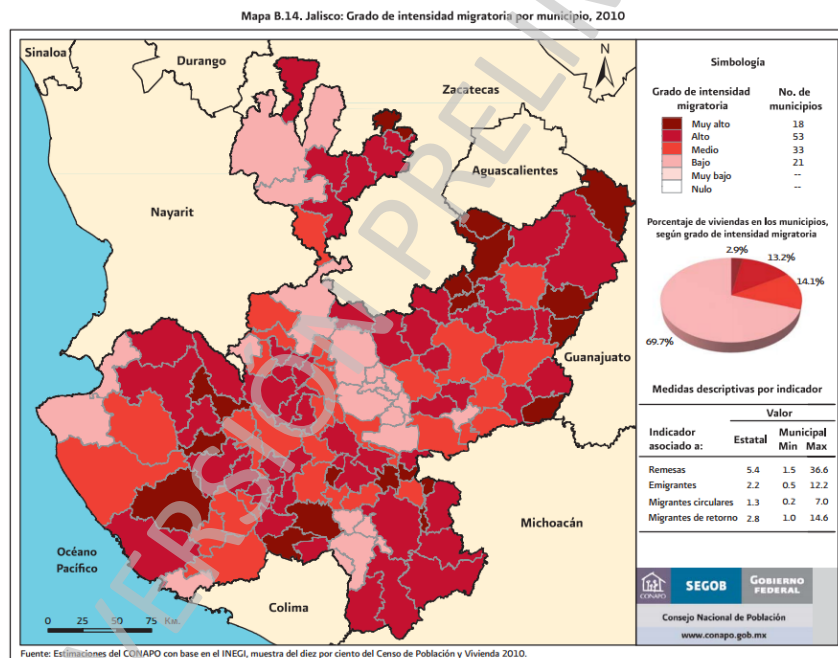 Mapa B.14. Jalisco: Grado de intensidad migratoria por municipio, 2010
Sinaloa
Durango
Zacatecas
N
Aguascalientes
Nayarit
Guanajuato
Michoacán
Océano
Pacífico
Colima
0 25 50 75 Km.
Simbología
Grado de intensidad migratoria No. de municipios
Muy alto 18
Alto 53
Medio 33
Bajo 21
Muy bajo --
Nulo --
Porcentaje de viviendas en los municipios,
según grado de intensidad migratoria
2.9%
13.2%
14.1%
69.7%
Medidas descriptivas por indicador
Valor
Indicador asociado a: Estatal Municipal Min Max
Remesas 5.4 1.5 36.6
Emigrantes 2.2 0.5 12.2
Migrantes circulares 1.3 0.2 7.0
Migrantes de retorno 2.8 1.0 14.6
CONAPO
SEGOB
GOBIERNO
FEDERAL
Consejo Nacional de Población
www.conapo.gob.mx
Fuente: Estimaciones del CONAPO con base en el INEGI, muestra del diez por ciento del Censo de Población y Vivienda 2010.
VERSION PRELIN